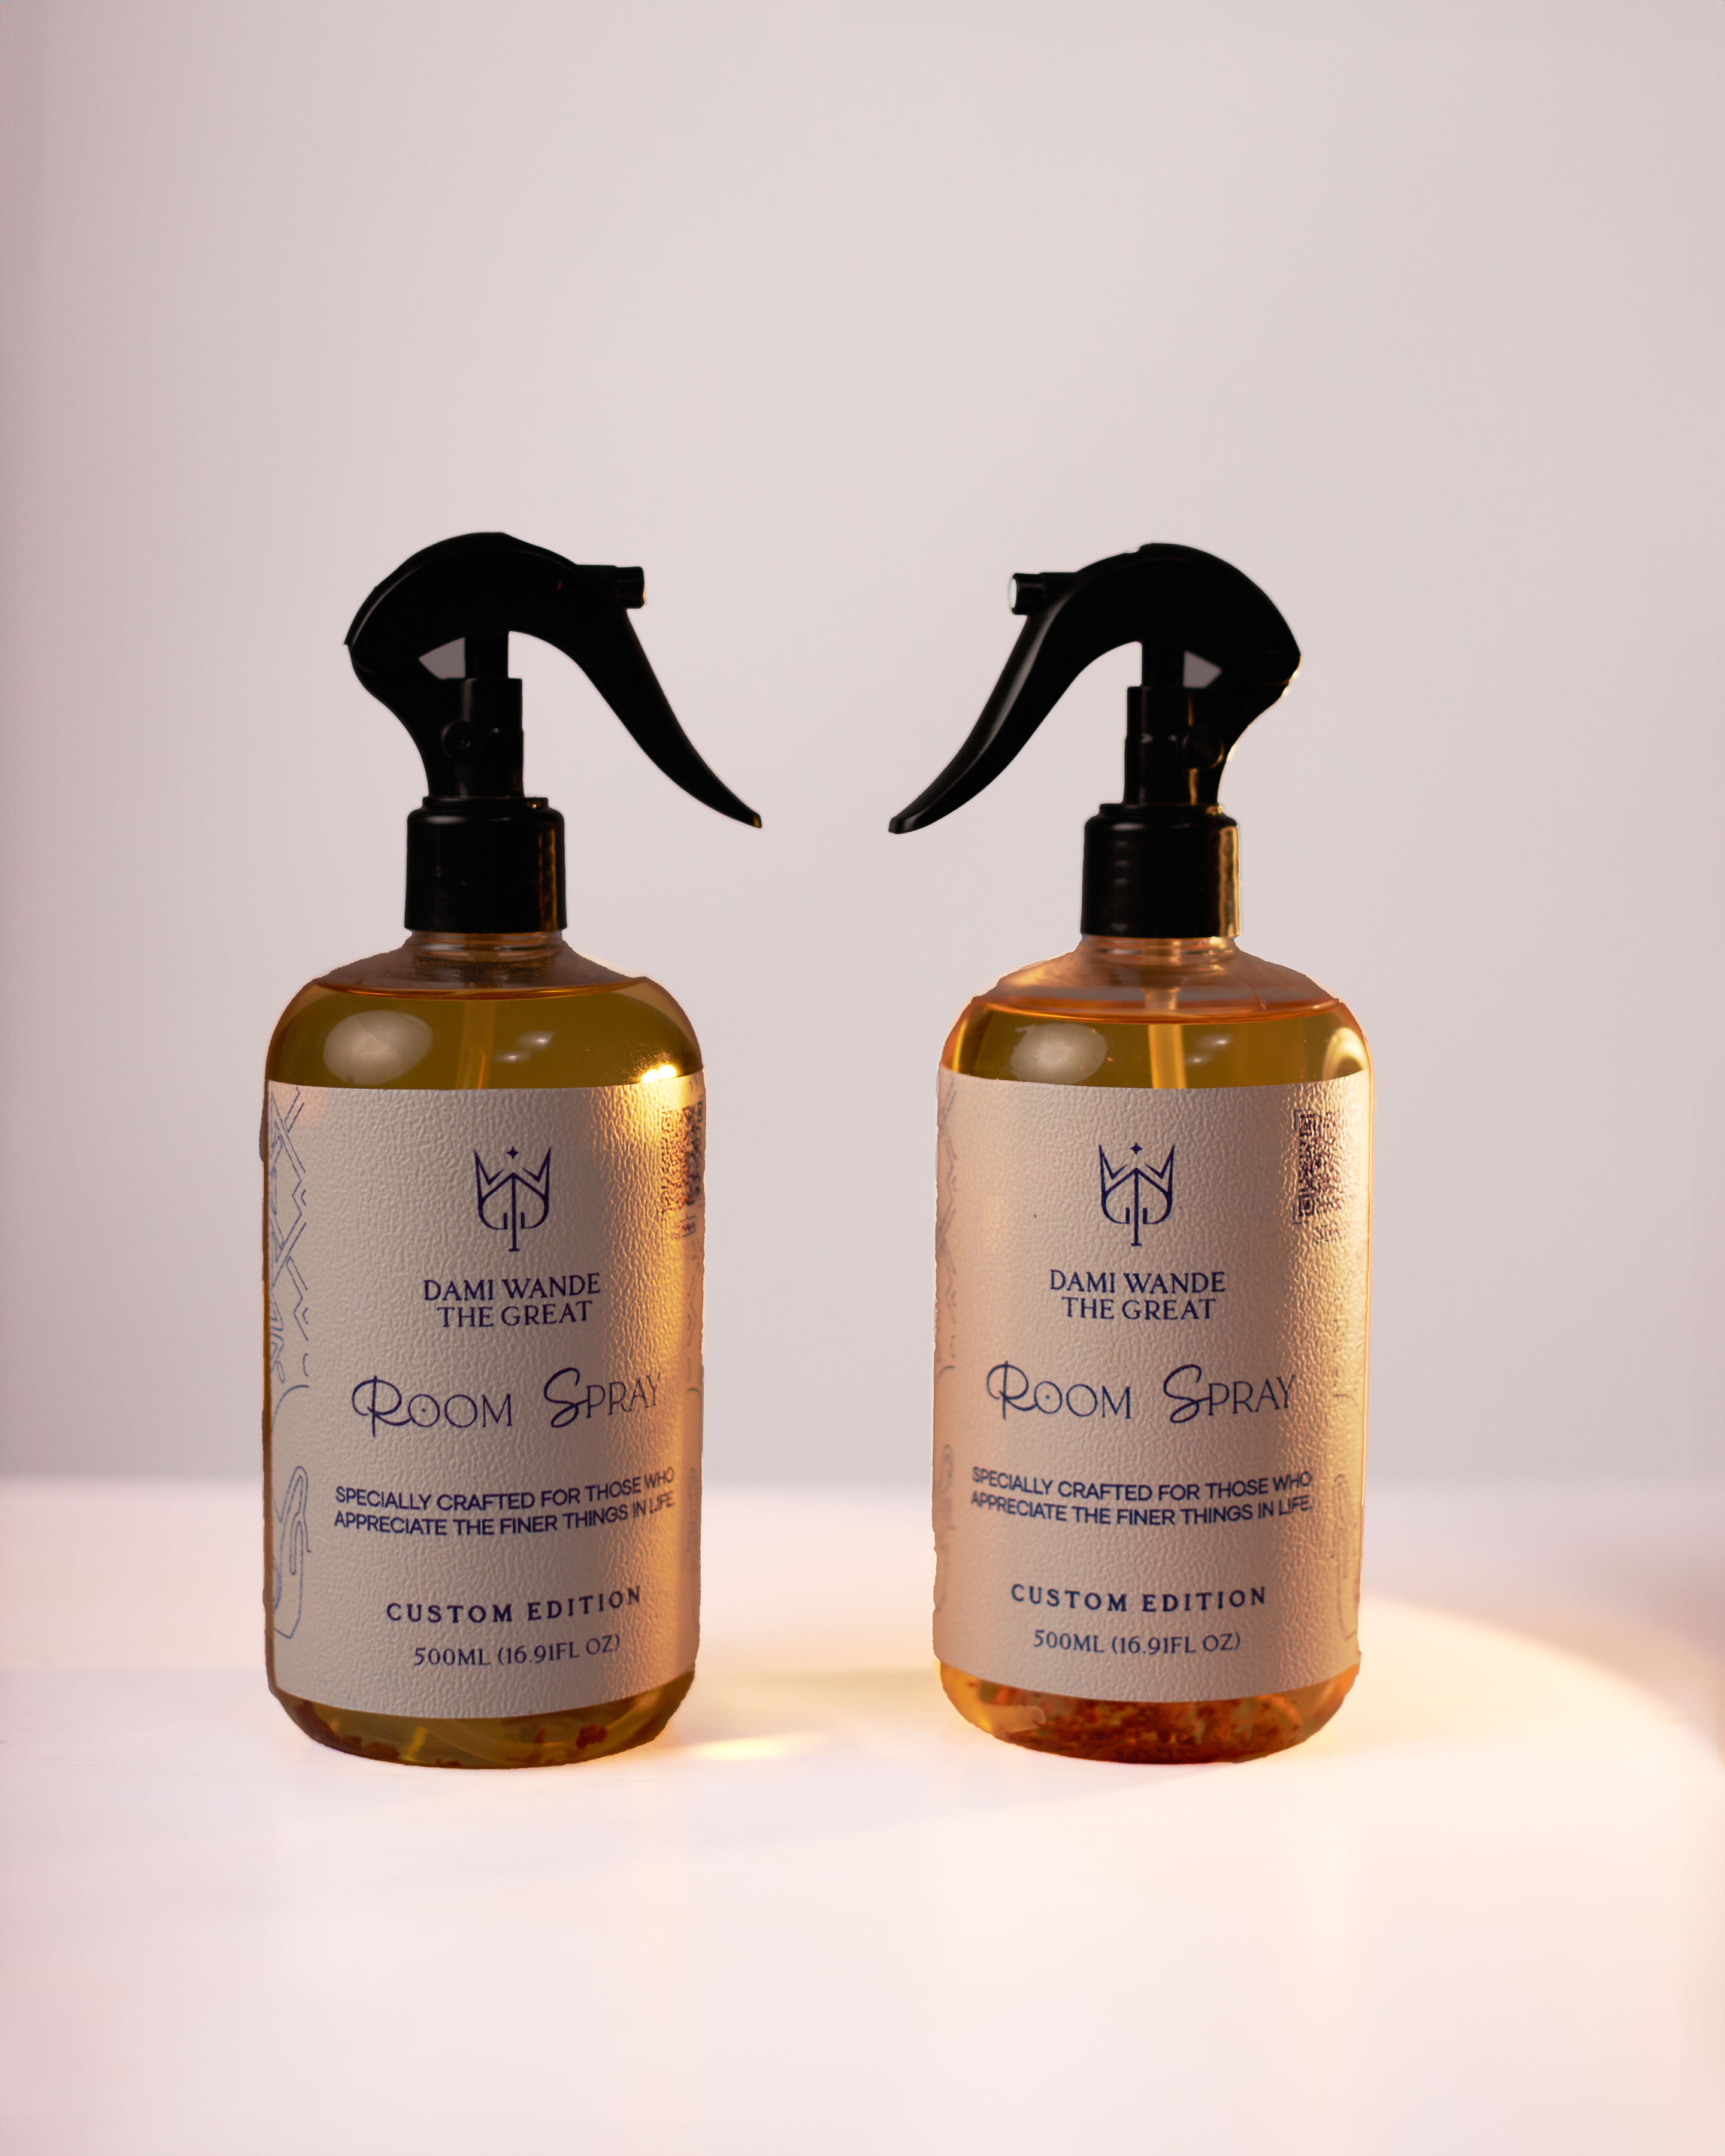 DAMI WANDE
THE GREAT
ROOM SPRAY
SPECIALLY CRAFTED FOR THOSE WHO
APPRECIATE THE FINER THINGS IN LIFE.
CUSTOM EDITION
500ML (16.91FL OZ)
DAMI WANDE
THE GREAT
ROOM SPRAY
SPECIALLY CRAFTED FOR THOSE WHO
APPRECIATE THE FINER THINGS IN LIFE.
CUSTOM EDITION
500ML (16.91FL OZ)